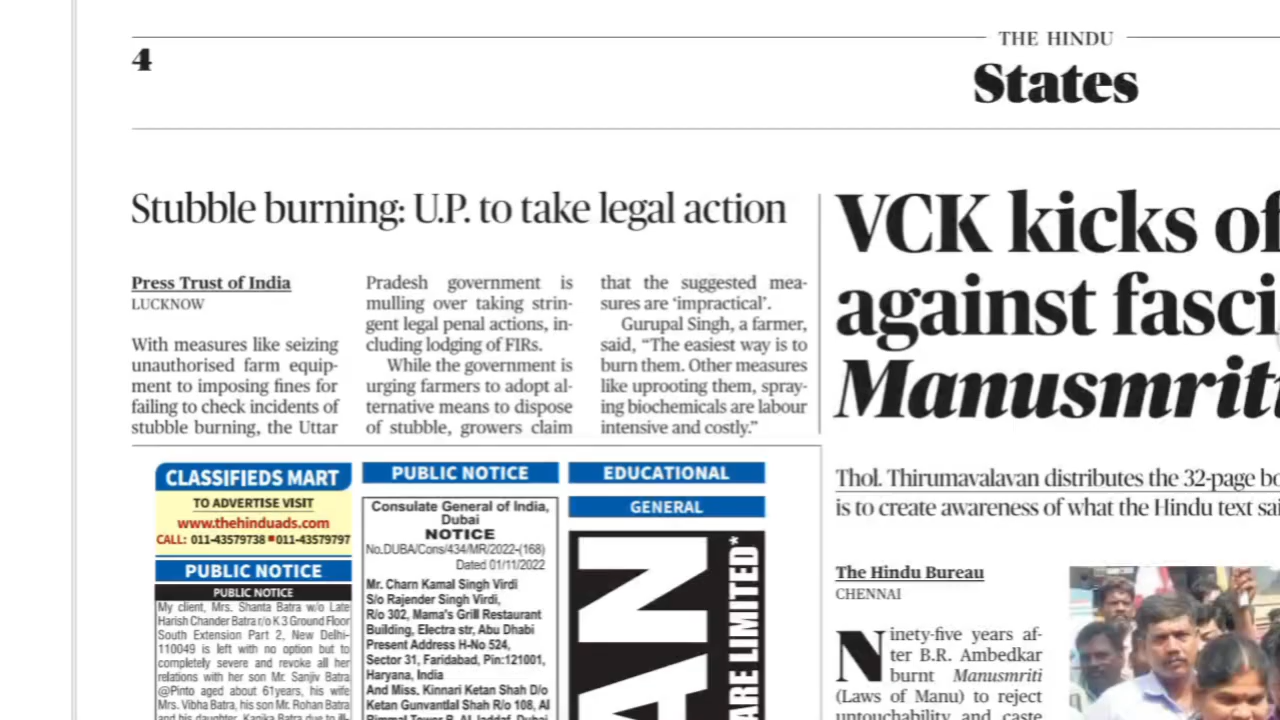 THE HINDU
4
States
Stubble burning: U.P. to take legal action
Press Trust of India
LUCKNOW
With measures like seizing
unauthorised farm equip-
ment to imposing fines for
failing to check incidents of
stubble burning, the Uttar
Pradesh government is
mulling over taking strin-
gent legal penal actions, in-
cluding lodging of FIRs.
While the government is
urging farmers to adopt al-
ternative means to dispose
of stubble, growers claim
that the suggested mea-
sures are ‘impractical’.
Gurupal Singh, a farmer,
said, “The easiest way is to
burn them. Other measures
like uprooting them, spray-
ing biochemicals are labour
intensive and costly.”
CLASSIFIEDS MART
TO ADVERTISE VISIT
www.thehinduads.com
CALL: 011-43579738 ■ 011-43579797
PUBLIC NOTICE
PUBLIC NOTICE
My client, Mrs. Shanta Batra w/o Late
Harish Chander Batra r/o K 3 Ground Floor
South Extension Part 2, New Delhi-
110049 is left with no option but to
completely severe and revoke all her
relations with her son Mr. Sanjiv Batra
@Pinto aged about 61years, his wife
Mrs. Vibha Batra, his son Mr. Rohan Batra
and his daughter, Kanika Batra due to ill-
PUBLIC NOTICE
Consulate General of India,
Dubai
NOTICE
No.DUBA/Cons/434/MR/2022-(168)
Dated 01/11/2022
Mr. Charn Kamal Singh Virdi
S/o Rajender Singh Virdi,
R/o 302, Mama's Grill Restaurant
Building, Electra str, Abu Dhabi
Present Address H-No 524,
Sector 31, Faridabad, Pin:121001,
Haryana, India
And Miss. Kinnari Ketan Shah D/o
Ketan Gunvantlal Shah R/o 108, Al
EDUCATIONAL
GENERAL
AN
ARE LIMITED*
VCK kicks of
against fasci
Manusmriti
Thol. Thirumavalavan distributes the 32-page bo
is to create awareness of what the Hindu text sai
The Hindu Bureau
CHENNAI
Ninety-five years af-
ter B.R. Ambedkar
burnt Manusmriti
(Laws of Manu) to reject
untouchability and caste